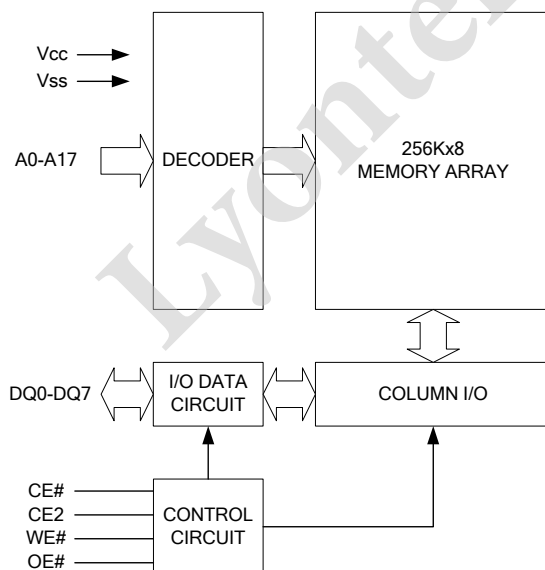 Vcc
Vss
A0-A17
DECODER
256Kx8
MEMORY ARRAY
DQ0-DQ7
I/O DATA
CIRCUIT
COLUMN I/O
CE#
CE2
WE#
OE#
CONTROL
CIRCUIT